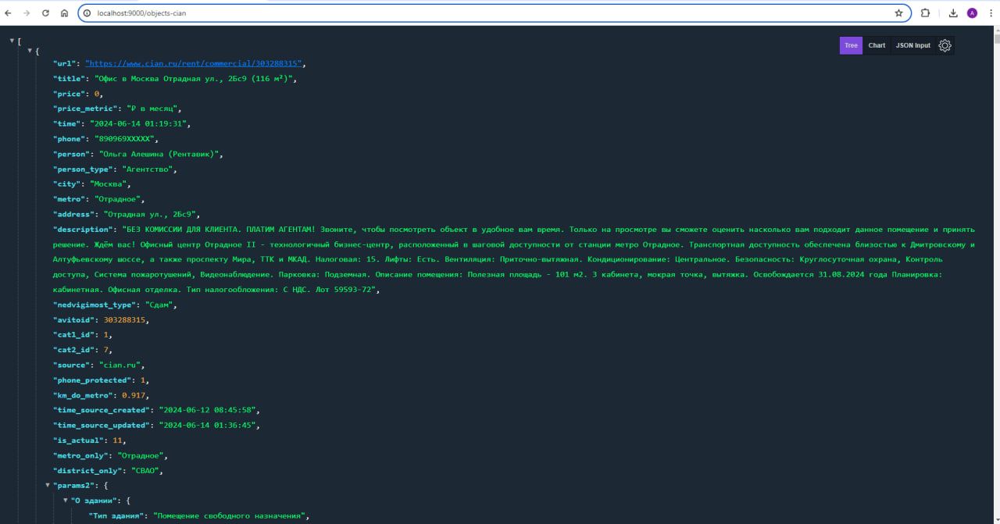 localhost:9000/objects-cian
A
Tree Chart JSON Input
[
{
"url": "https://www.cian.ru/rent/commercial/303288315",
"title": "Офис в Москва Отрадная ул., 2Бс9 (116 м²)",
"price": 0,
"price_metric": "₽ в месяц",
"time": "2024-06-14 01:19:31",
"phone": "890969XXXXX",
"person": "Ольга Алешина (Рентавик)",
"person_type": "Агентство",
"city": "Москва",
"metro": "Отрадное",
"address": "Отрадная ул., 2Бс9",
"description": "БЕЗ КОМИССИИ ДЛЯ КЛИЕНТА. ПЛАТИМ АГЕНТАМ! Звоните, чтобы посмотреть объект в удобное вам время. Только на просмотре вы сможете оценить насколько вам подходит данное помещение и принять
решение. Ждём вас! Офисный центр Отрадное II - технологичный бизнес-центр, расположенный в шаговой доступности от станции метро Отрадное. Транспортная доступность обеспечена близостью к Дмитровскому и
Алтуфьевскому шоссе, а также проспекту Мира, ТТК и МКАД. Налоговая: 15. Лифты: Есть. Вентиляция: Приточно-вытяжная. Кондиционирование: Центральное. Безопасность: Круглосуточная охрана, Контроль
доступа, Система пожаротушений, Видеонаблюдение. Парковка: Подземная. Описание помещения: Полезная площадь - 101 м2. 3 кабинета, мокрая точка, вытяжка. Освобождается 31.08.2024 года Планировка:
кабинетная. Офисная отделка. Тип налогообложения: С НДС. Лот 59593-72",
"nedvigimost_type": "Сдам",
"avitoid": 303288315,
"cat1_id": 1,
"cat2_id": 7,
"source": "cian.ru",
"phone_protected": 1,
"km_do_metro": 0.917,
"time_source_created": "2024-06-12 08:45:58",
"time_source_updated": "2024-06-14 01:36:45",
"is_actual": 11,
"metro_only": "Отрадное",
"district_only": "СВАО",
"params2": {
"О здании": {
"Тип здания": "Помещение свободного назначения",